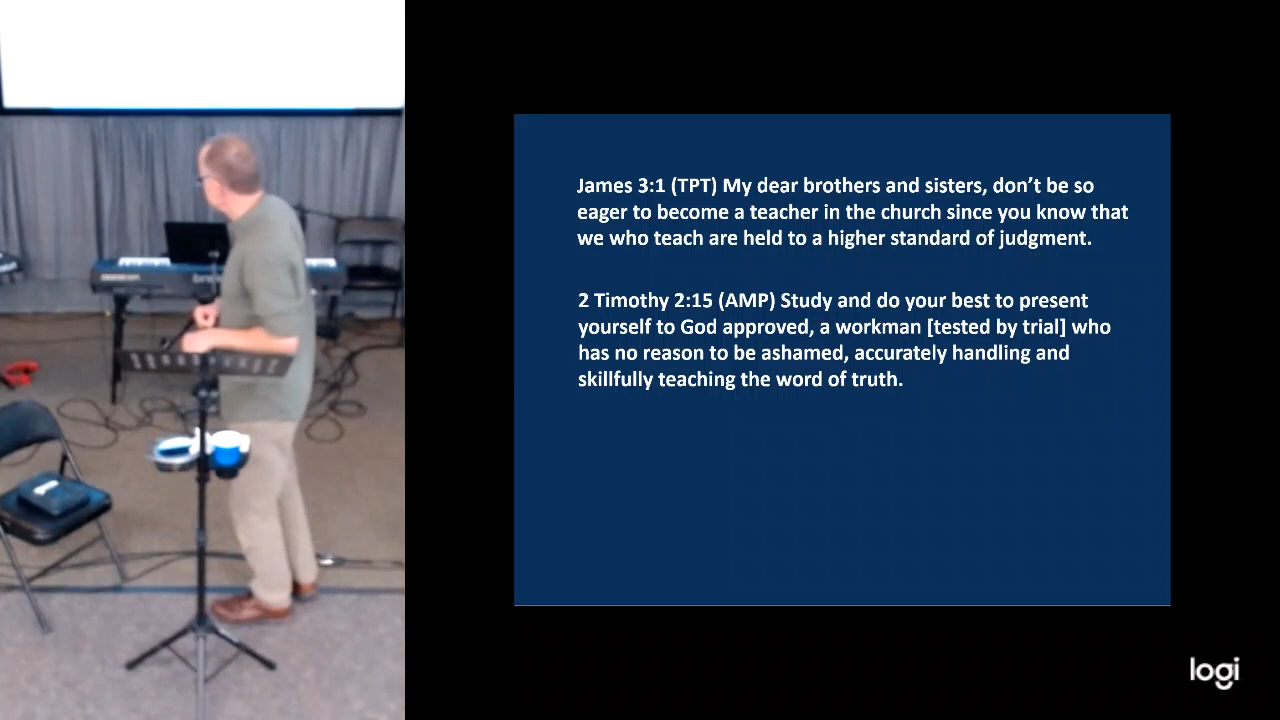 James 3:1 (TPT) My dear brothers and sisters, don’t be so
eager to become a teacher in the church since you know that
we who teach are held to a higher standard of judgment.
2 Timothy 2:15 (AMP) Study and do your best to present
yourself to God approved, a workman [tested by trial] who
has no reason to be ashamed, accurately handling and
skillfully teaching the word of truth.
logi